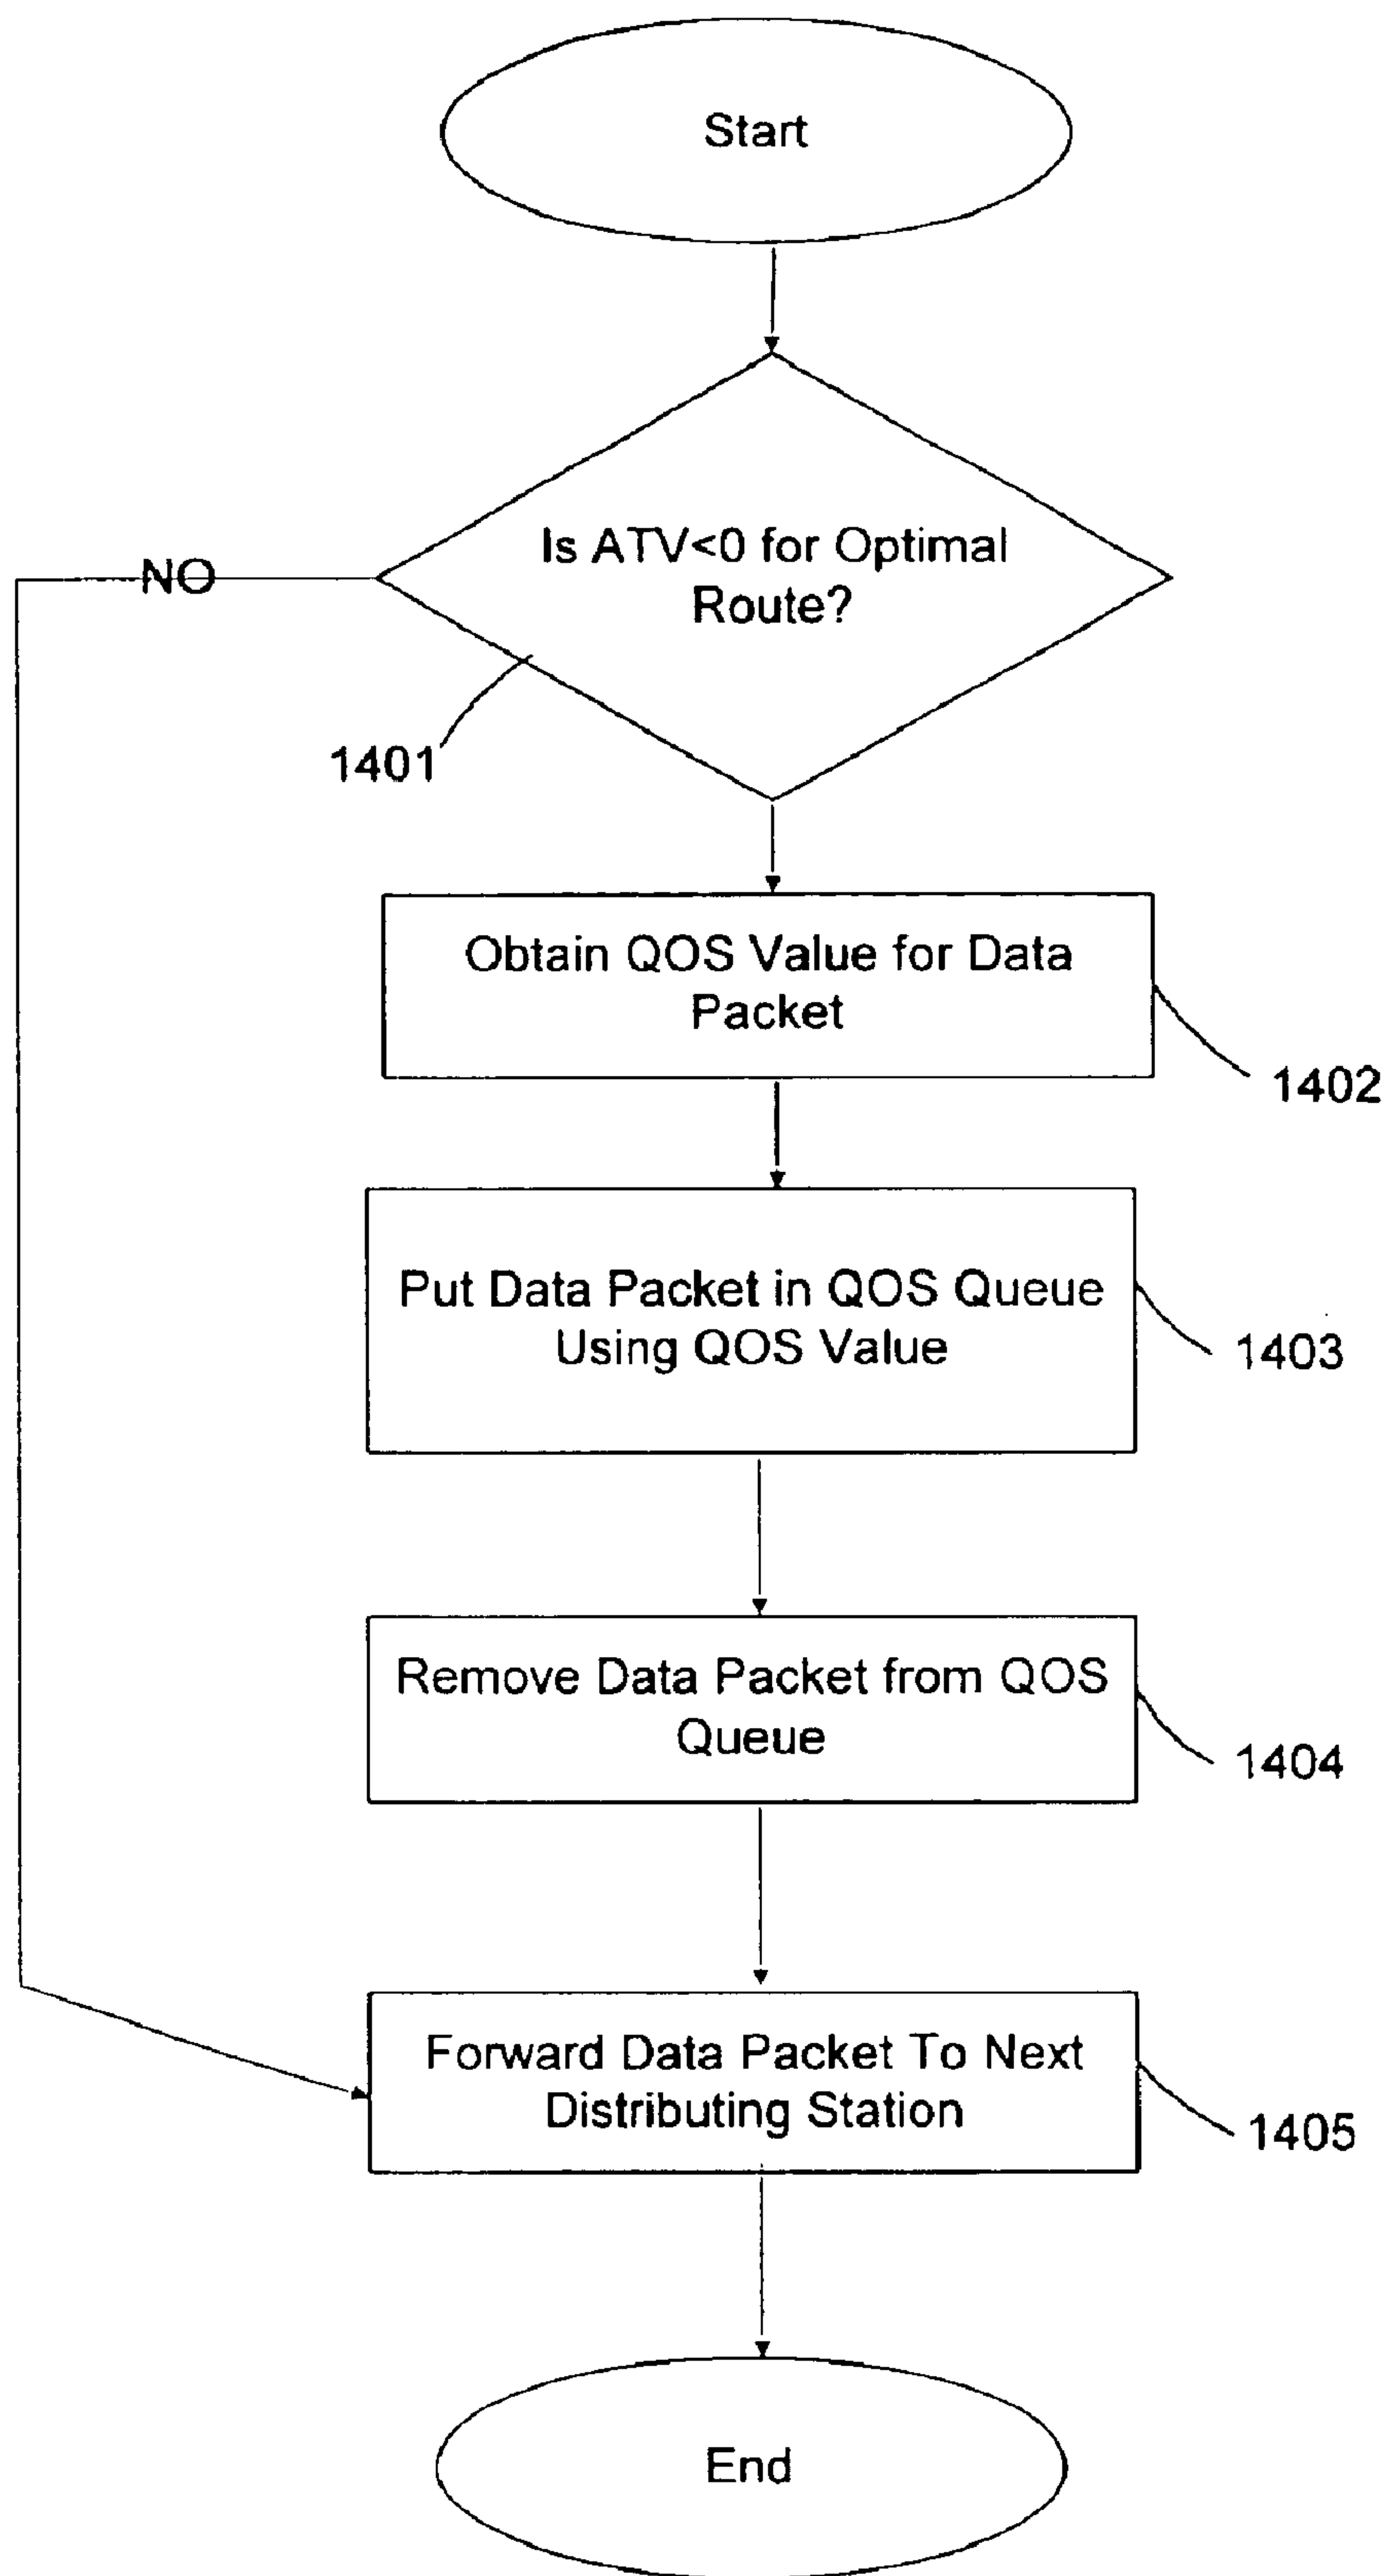 Start
Is ATV<0 for Optimal
Route?
NO
1401
Obtain QOS Value for Data
Packet
1402
Put Data Packet in QOS Queue
Using QOS Value
1403
Remove Data Packet from QOS
Queue
1404
Forward Data Packet To Next
Distributing Station
1405
End